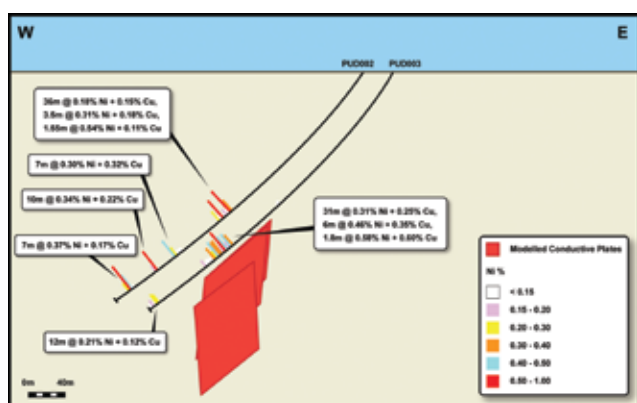 W E
PUD002 PUD003
36m @ 0.18% Ni + 0.15% Cu,
3.5m @ 0.31% Ni + 0.18% Cu,
1.55m @ 0.54% Ni + 0.11% Cu
7m @ 0.30% Ni + 0.32% Cu
10m @ 0.34% Ni + 0.22% Cu
7m @ 0.37% Ni + 0.17% Cu
31m @ 0.31% Ni + 0.25% Cu,
6m @ 0.46% Ni + 0.35% Cu,
1.8m @ 0.58% Ni + 0.60% Cu
12m @ 0.21% Ni + 0.12% Cu
Modelled Conductive Plates
Ni %
< 0.15
0.15 - 0.20
0.20 - 0.30
0.30 - 0.40
0.40 - 0.50
0.50 - 1.00
0m 40m